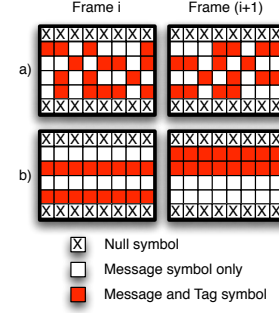 Frame i Frame (i+1)
a)
X X X X X X X X X X X X X X X X
X X X X X X X X X X X X X X X X
b)
X X X X X X X X X X X X X X X X
X X X X X X X X X X X X X X X X
X Null symbol
Message symbol only
Message and Tag symbol